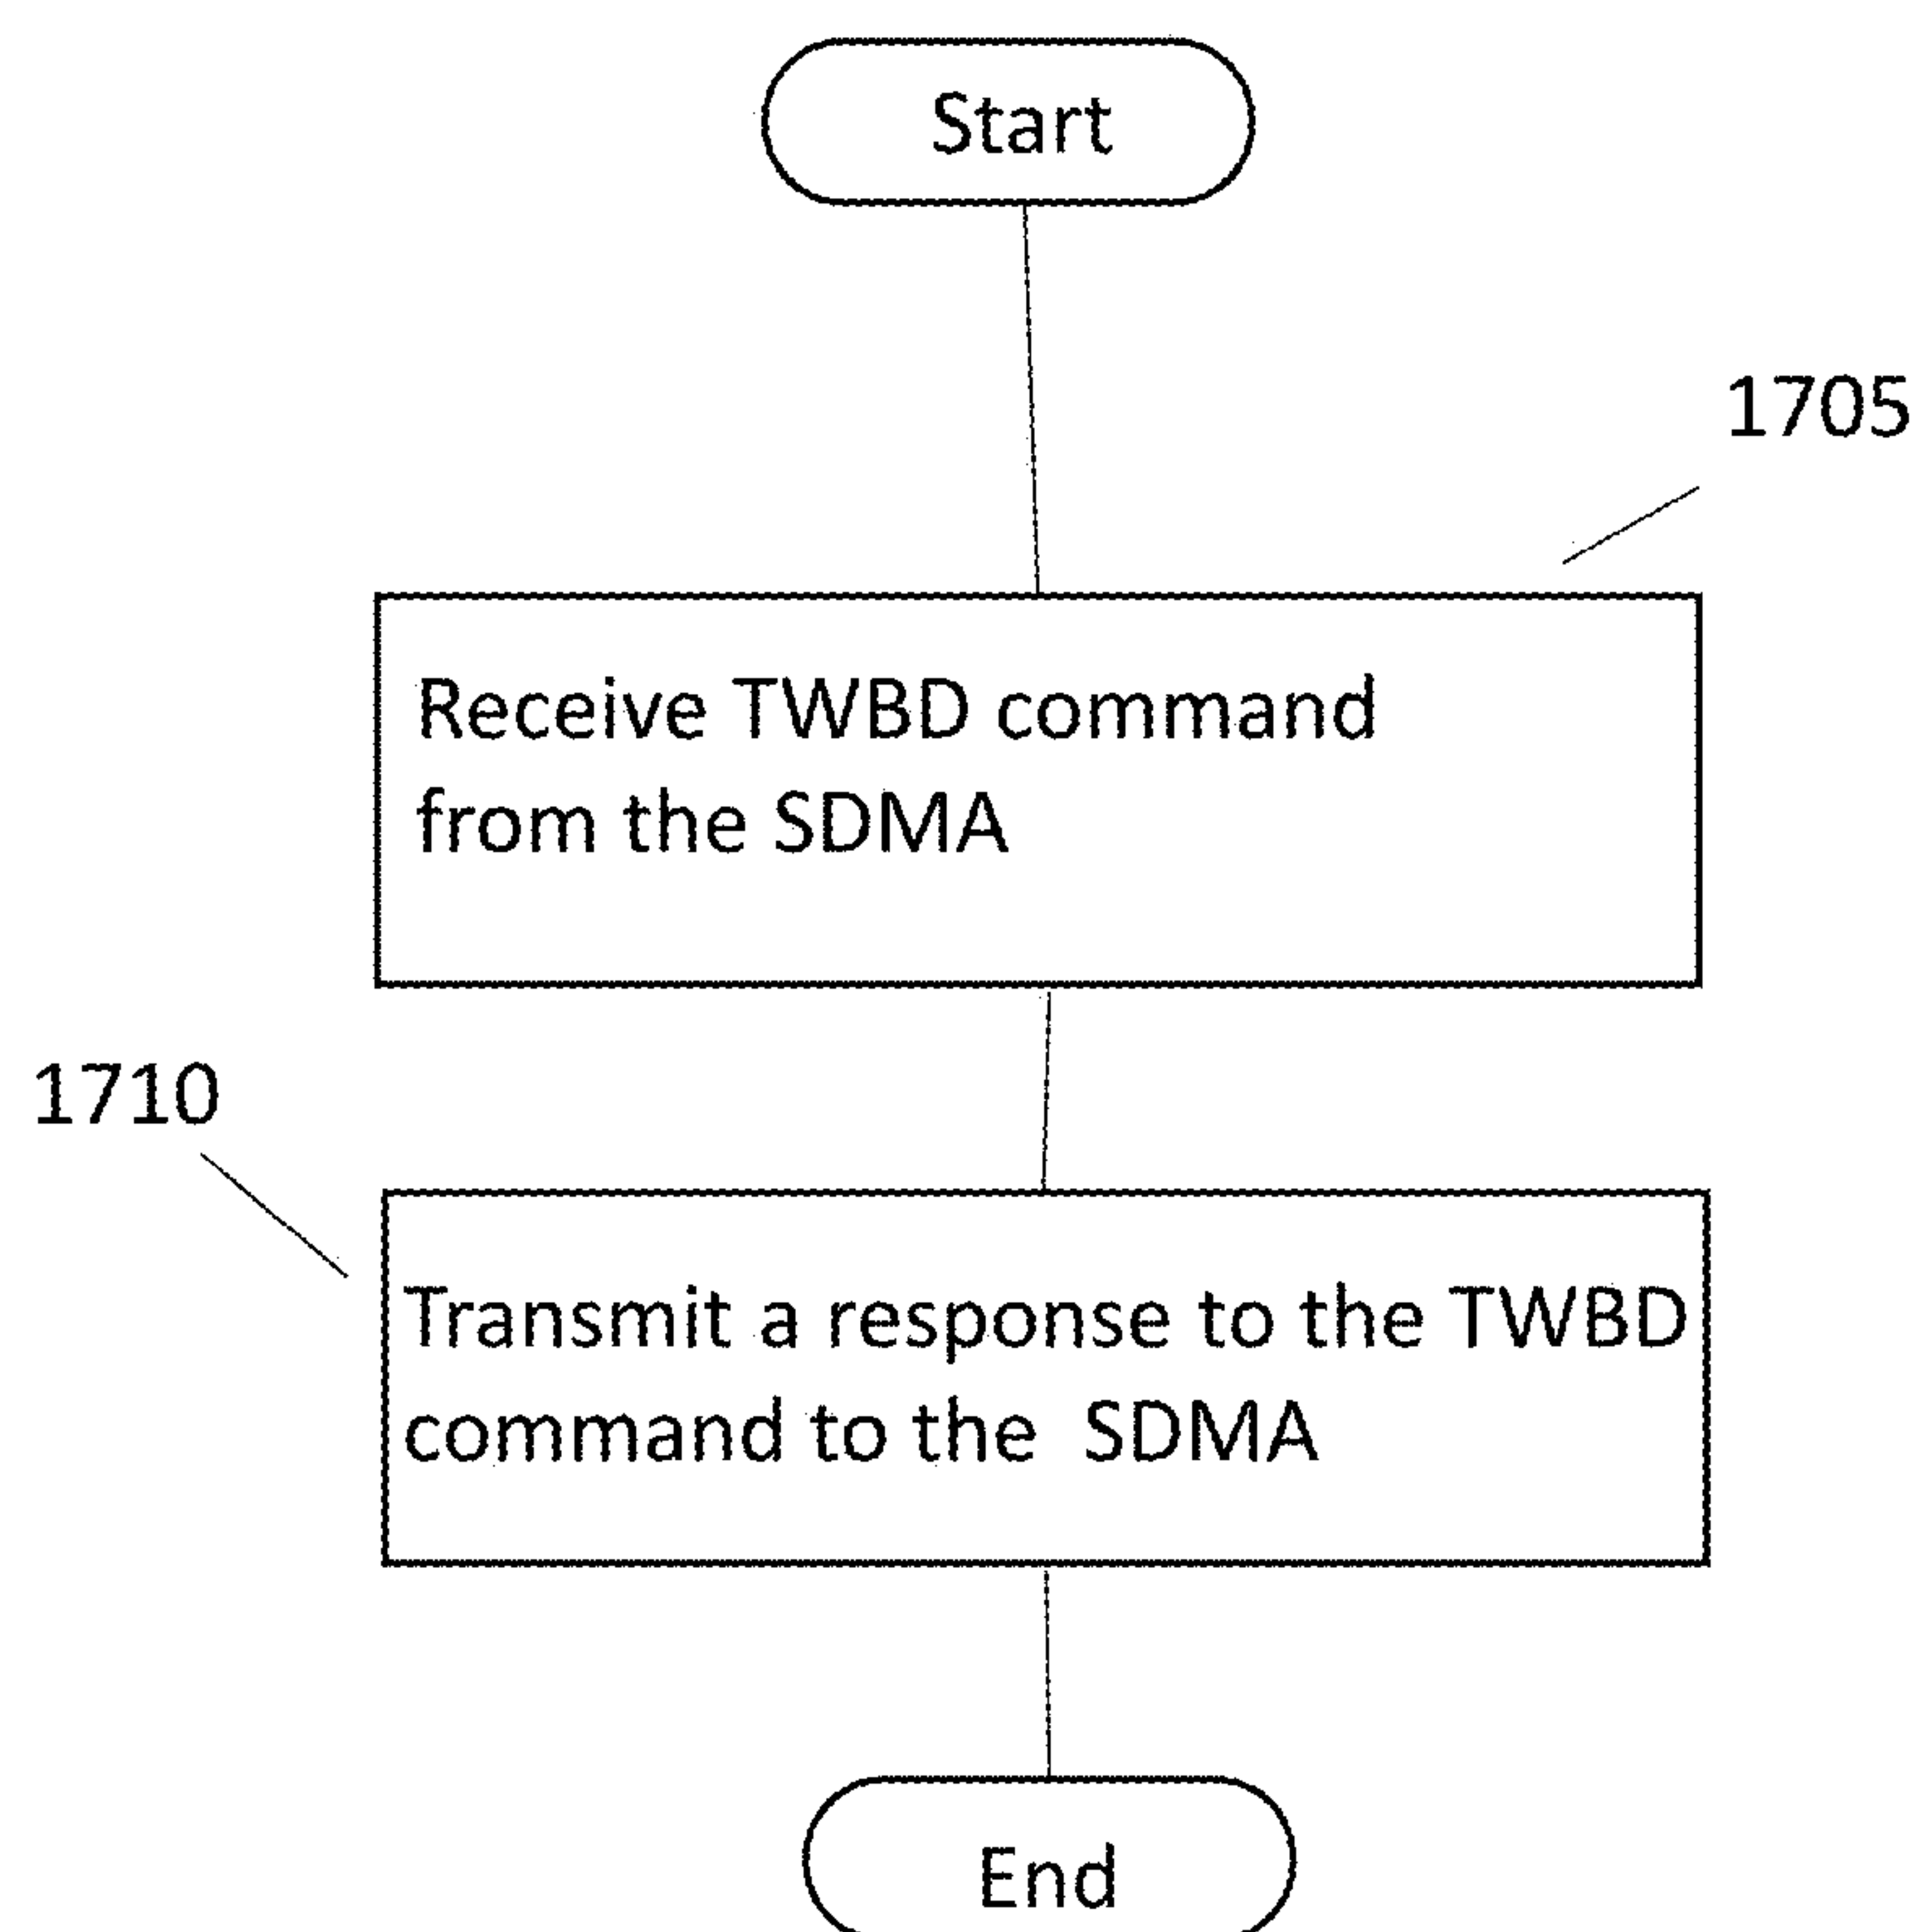 Start
1705
Receive TWBD command
from the SDMA
1710
Transmit a response to the TWBD
command to the SDMA
End